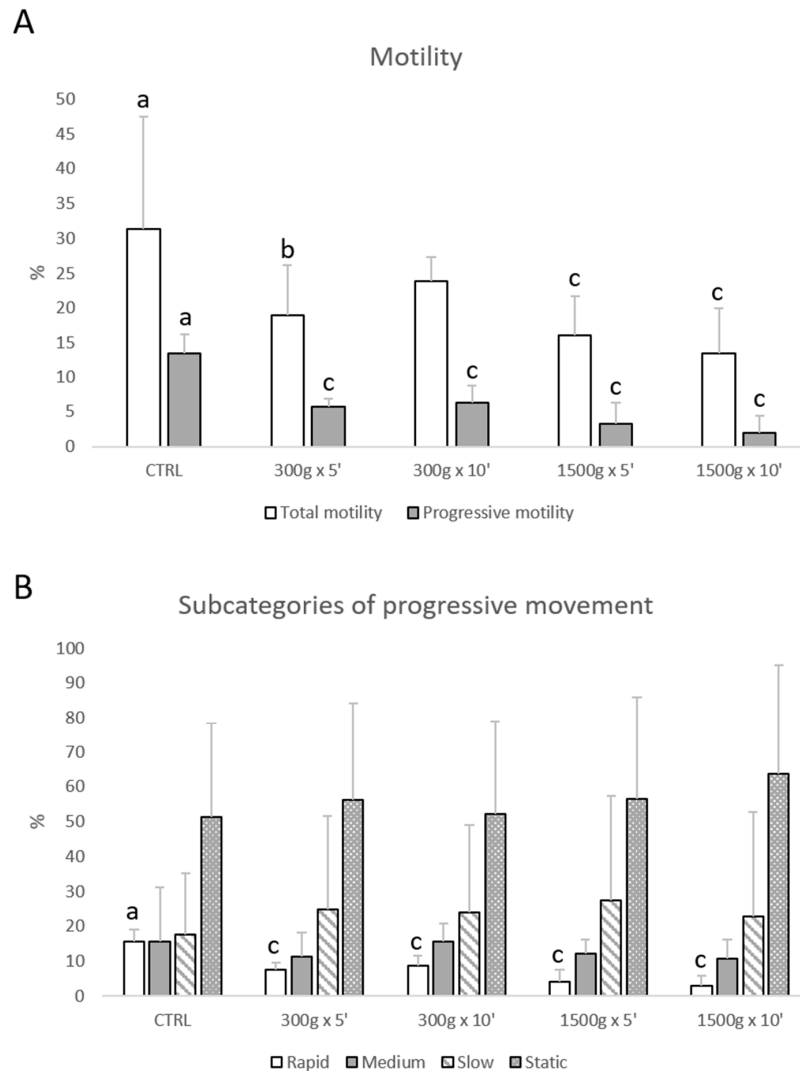 A
Motility
50
a
45
40
35
30
b
%
25
c
c
20
a
15
10
c
c
c
c
5
0
CTRL 300g x 5' 300g x 10' 1500g x 5' 1500g x 10'
Total motility Progressive motility
B
Subcategories of progressive movement
100
90
80
70
60
%
50
40
30
a
20
c
c
c
c
10
0
CTRL 300g x 5' 300g x 10' 1500g x 5' 1500g x 10'
Rapid Medium Slow Static